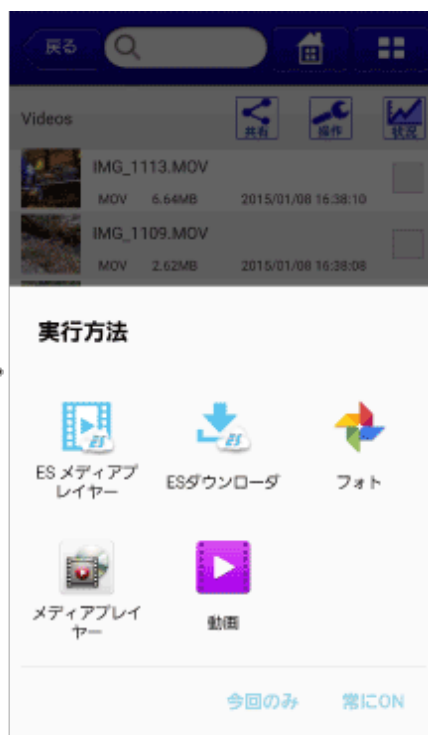 戻る
Videos
共有
操作
状況
IMG_1113.MOV
MOV 6.64MB 2015/01/08 16:38:10
IMG_1109.MOV
MOV 2.62MB 2015/01/08 16:38:08
実行方法
ES メディアプ
レイヤー
ESダウンローダ
フォト
メディアプレイ
ヤー
動画
今回のみ 常にON